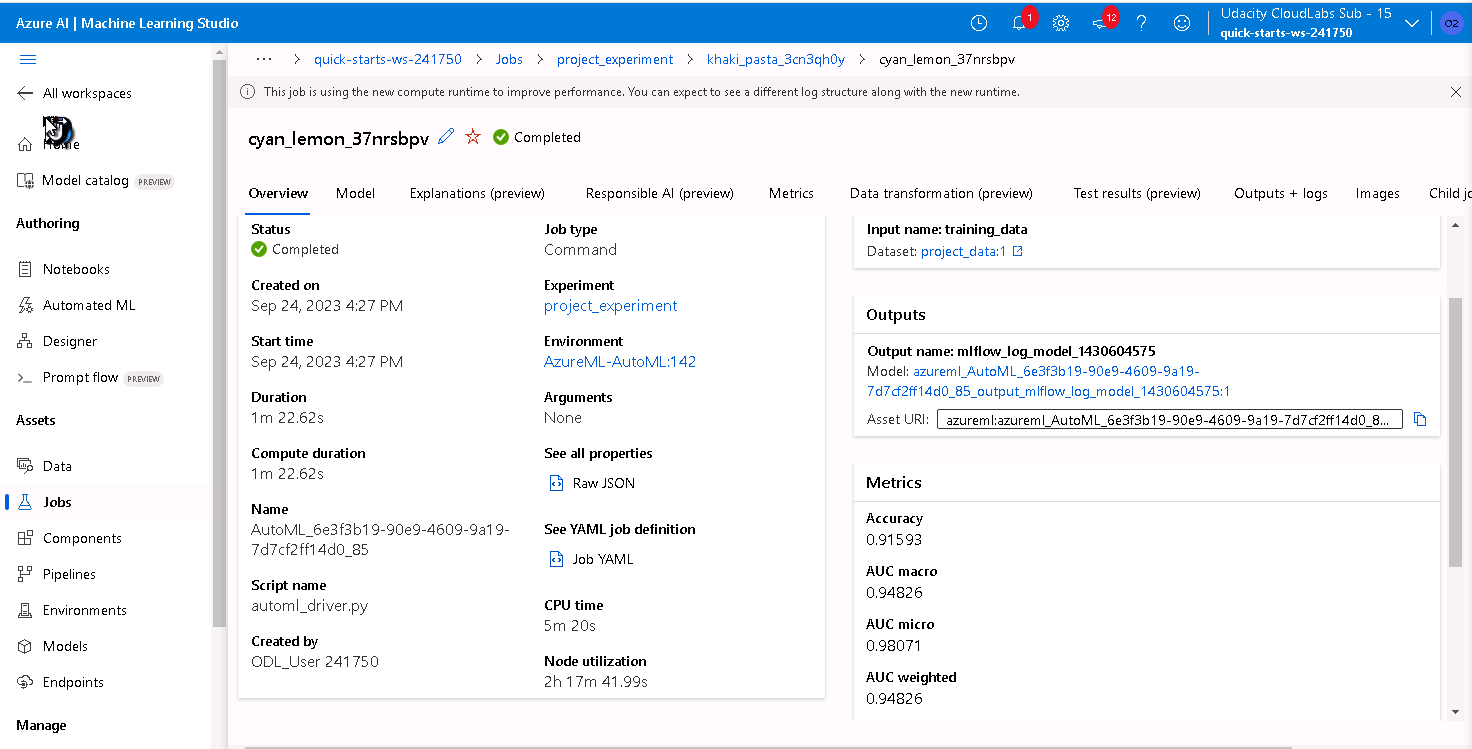 Azure AI | Machine Learning Studio
1
12
?
Udacity CloudLabs Sub - 15
quick-starts-ws-241750
O2
All workspaces
Home
Model catalog PREVIEW
Authoring
Notebooks
Automated ML
Designer
Prompt flow PREVIEW
Assets
Data
Jobs
Components
Pipelines
Environments
Models
Endpoints
Manage
··· > quick-starts-ws-241750 > Jobs > project_experiment > khaki_pasta_3cn3qh0y > cyan_lemon_37nrsbpv
This job is using the new compute runtime to improve performance. You can expect to see a different log structure along with the new runtime.
cyan_lemon_37nrsbpv Completed
Overview Model Explanations (preview) Responsible AI (preview) Metrics Data transformation (preview) Test results (preview) Outputs + logs Images Child jo
Status
Completed
Created on
Sep 24, 2023 4:27 PM
Start time
Sep 24, 2023 4:27 PM
Duration
1m 22.62s
Compute duration
1m 22.62s
Name
AutoML_6e3f3b19-90e9-4609-9a19-
7d7cf2ff14d0_85
Script name
automl_driver.py
Created by
ODL_User 241750
Job type
Command
Experiment
project_experiment
Environment
AzureML-AutoML:142
Arguments
None
See all properties
Raw JSON
See YAML job definition
Job YAML
CPU time
5m 20s
Node utilization
2h 17m 41.99s
Input name: training_data
Dataset: project_data:1
Outputs
Output name: mlflow_log_model_1430604575
Model: azureml_AutoML_6e3f3b19-90e9-4609-9a19-
7d7cf2ff14d0_85_output_mlflow_log_model_1430604575:1
Asset URI: azureml:azureml_AutoML_6e3f3b19-90e9-4609-9a19-7d7cf2ff14d0_8...
Metrics
Accuracy
0.91593
AUC macro
0.94826
AUC micro
0.98071
AUC weighted
0.94826